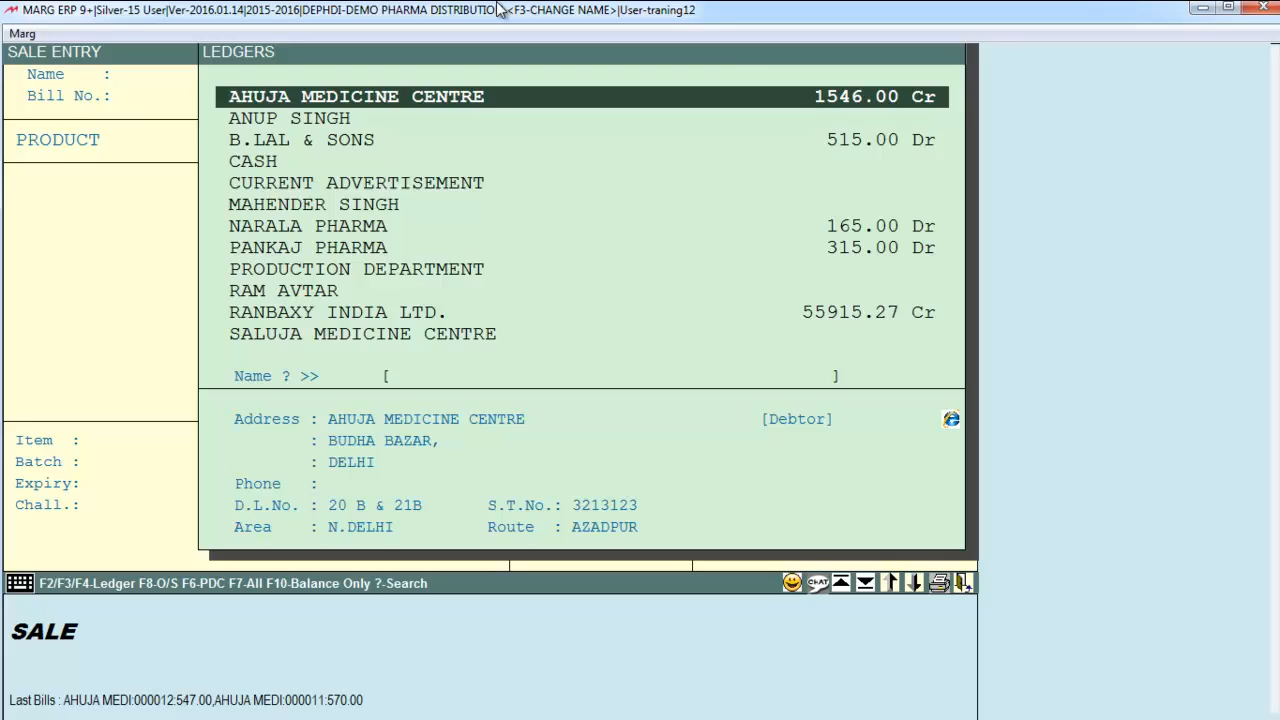 MARG ERP 9+|Silver-15 User|Ver-2016.01.14|2015-2016|DEPHDI-DEMO PHARMA DISTRIBUTIO <F3-CHANGE NAME>|User-traning12
Marg
SALE ENTRY
LEDGERS
Name :
Bill No.:
PRODUCT
AHUJA MEDICINE CENTRE 1546.00 Cr
ANUP SINGH
B.LAL & SONS 515.00 Dr
CASH
CURRENT ADVERTISEMENT
MAHENDER SINGH
NARALA PHARMA 165.00 Dr
PANKAJ PHARMA 315.00 Dr
PRODUCTION DEPARTMENT
RAM AVTAR
RANBAXY INDIA LTD. 55915.27 Cr
SALUJA MEDICINE CENTRE
Name ? >> [ ]
Address : AHUJA MEDICINE CENTRE [Debtor]
: BUDHA BAZAR,
: DELHI
Phone :
D.L.No. : 20 B & 21B S.T.No.: 3213123
Area : N.DELHI Route : AZADPUR
Item :
Batch :
Expiry:
Chall.:
F2/F3/F4-Ledger F8-O/S F6-PDC F7-All F10-Balance Only ?-Search
CHAT
SALE
Last Bills : AHUJA MEDI:000012:547.00,AHUJA MEDI:000011:570.00